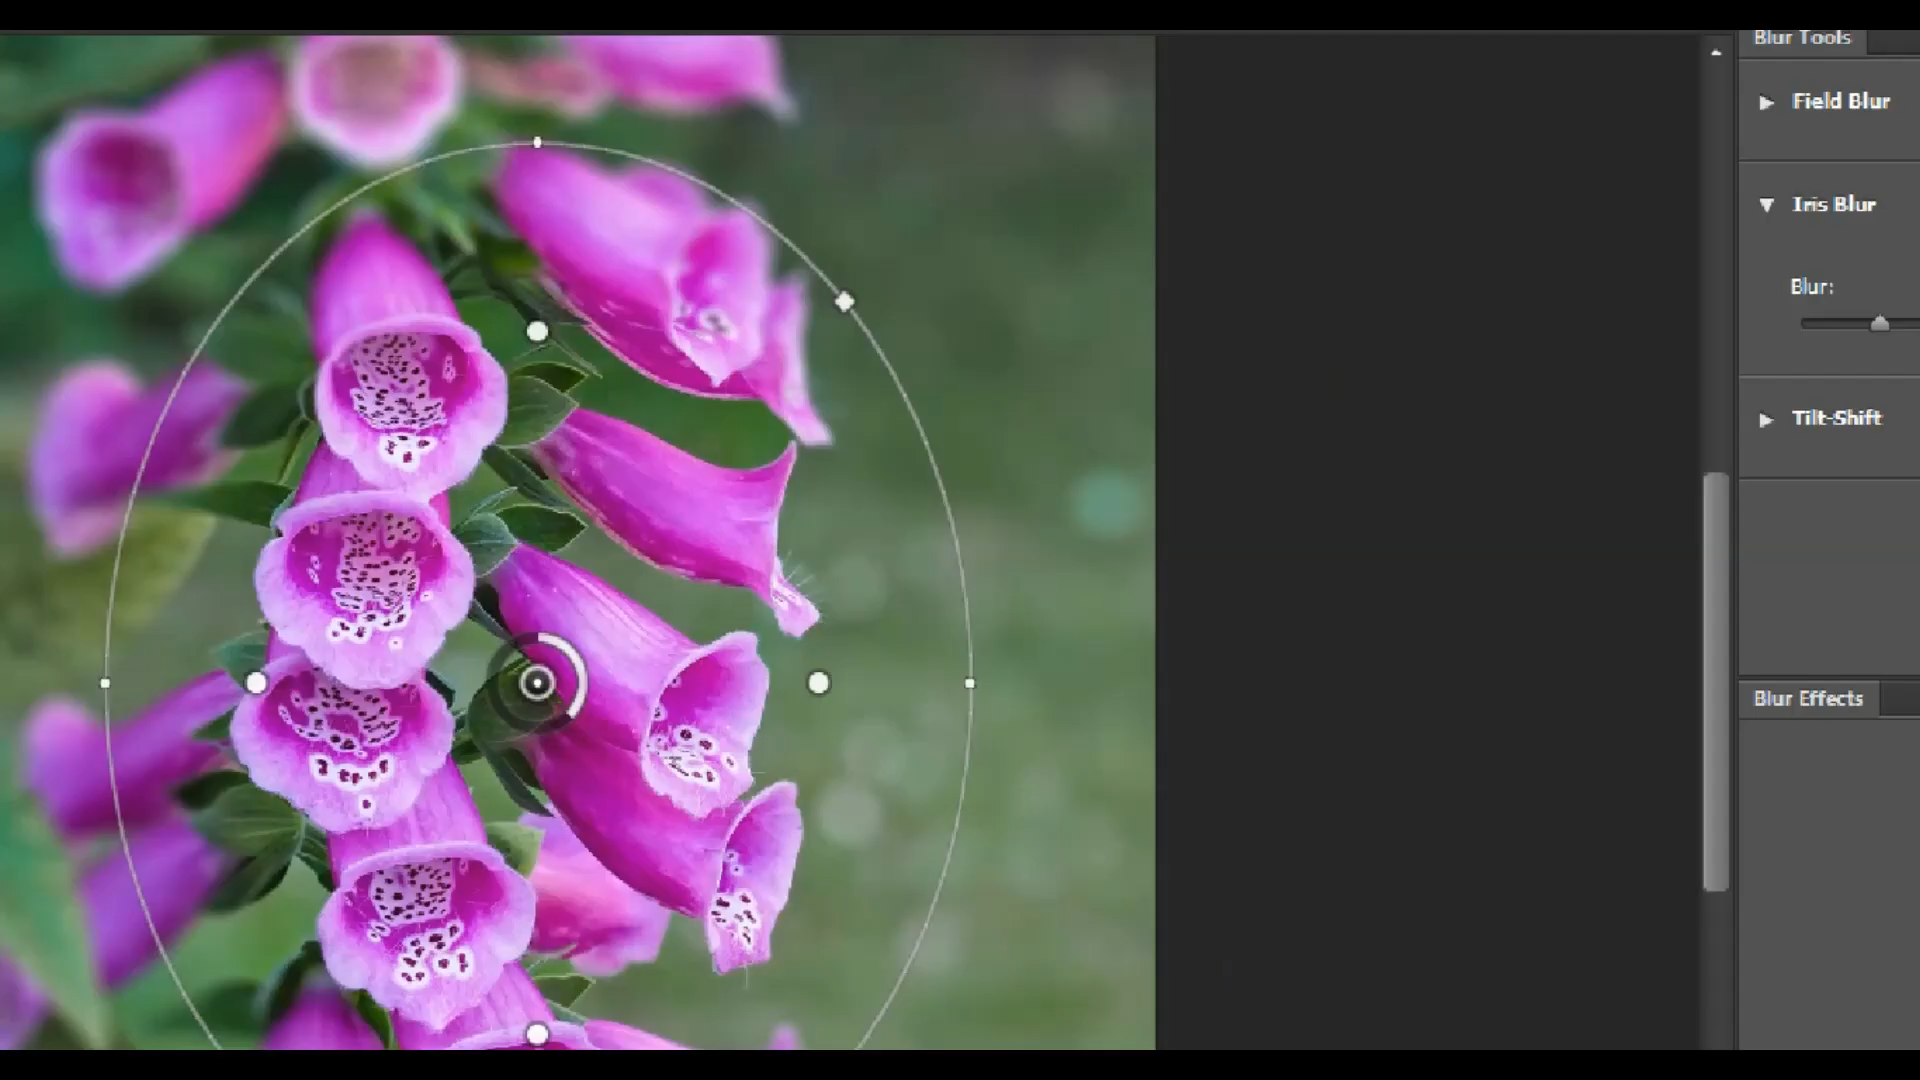 Blur Tools
Field Blur
Iris Blur
Blur:
Tilt-Shift
Blur Effects